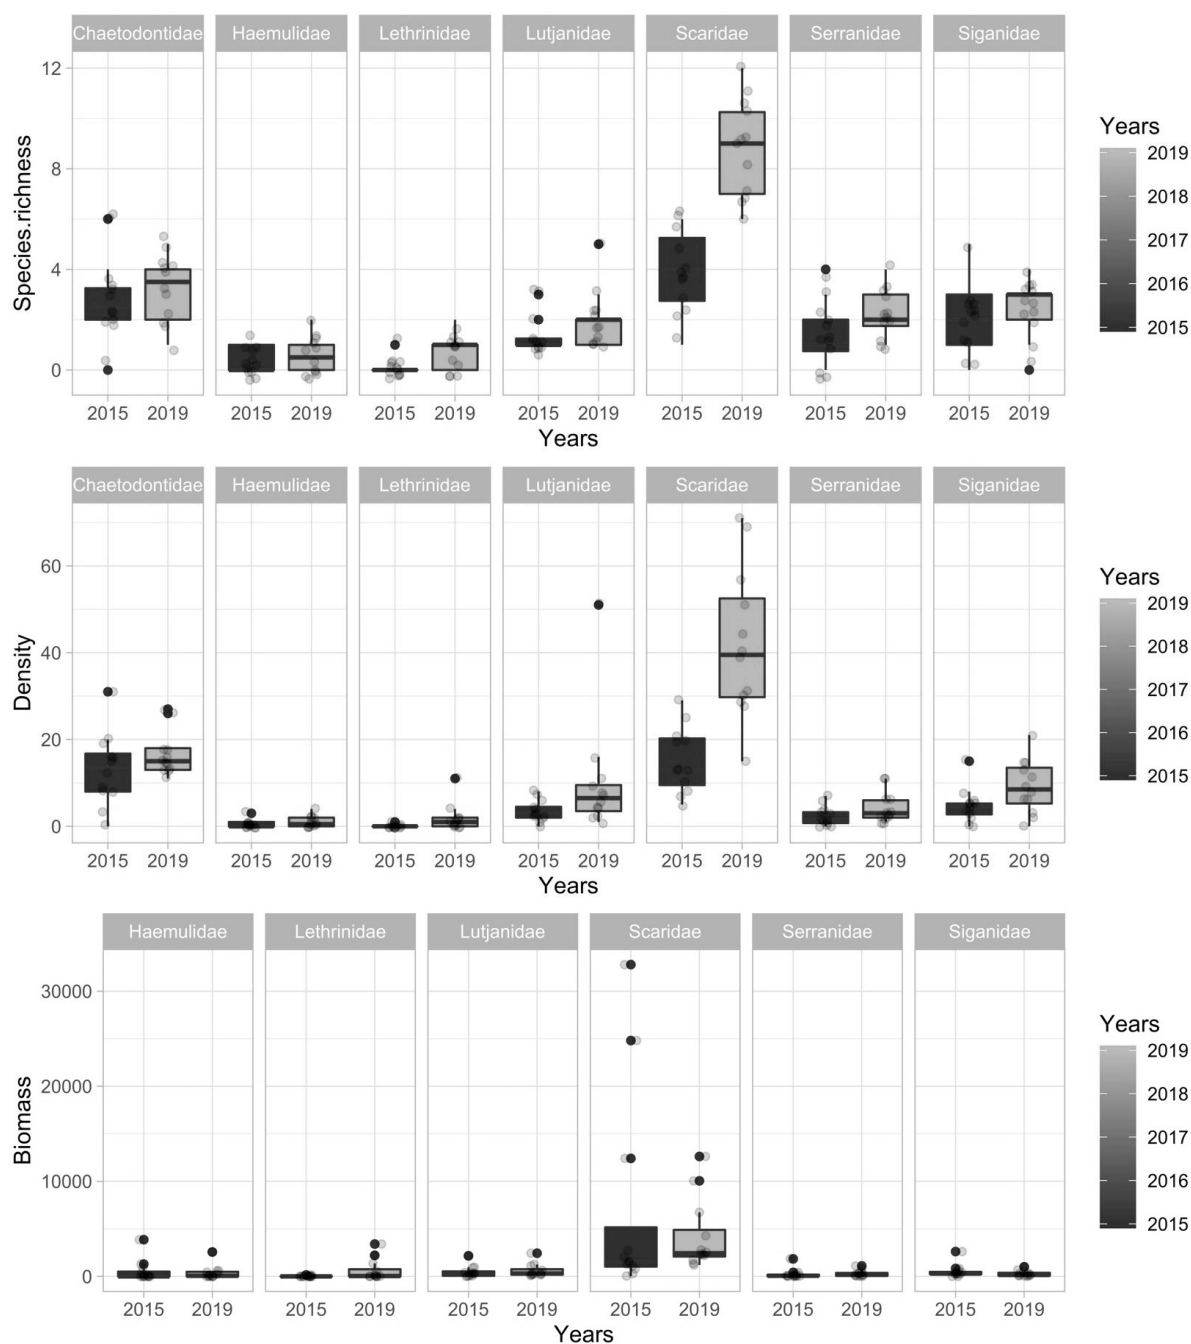 Chaetodontidae Haemulidae Lethrinidae Lutjanidae Scaridae Serranidae Siganidae
12
8
4
0
Species.richness
2015 2019 2015 2019 2015 2019 2015 2019 2015 2019 2015 2019 2015 2019
Years
Years
2019
2018
2017
2016
2015
Chaetodontidae Haemulidae Lethrinidae Lutjanidae Scaridae Serranidae Siganidae
60
40
20
0
Density
2015 2019 2015 2019 2015 2019 2015 2019 2015 2019 2015 2019 2015 2019
Years
Years
2019
2018
2017
2016
2015
Haemulidae Lethrinidae Lutjanidae Scaridae Serranidae Siganidae
30000
20000
10000
0
Biomass
2015 2019 2015 2019 2015 2019 2015 2019 2015 2019 2015 2019
Years
Years
2019
2018
2017
2016
2015